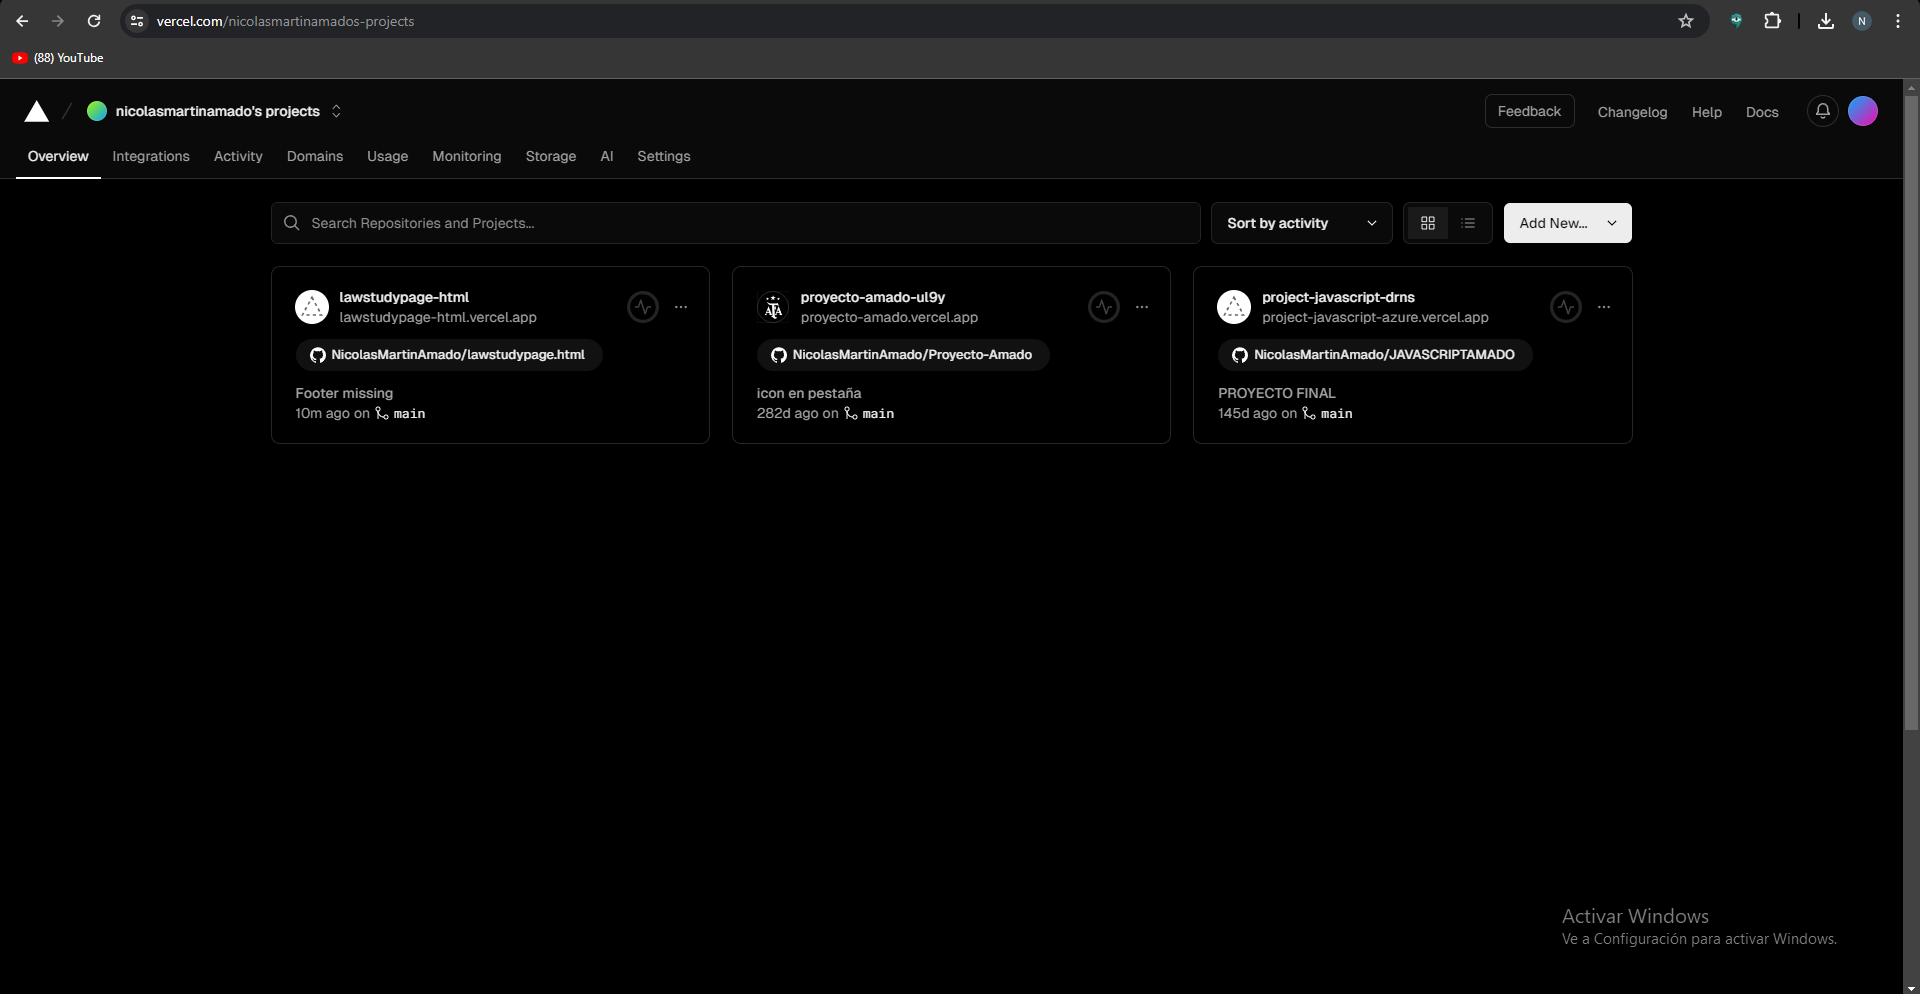 vercel.com/nicolasmartinamados-projects
N
(88) YouTube
nicolasmartinamado's projects
Feedback
Changelog
Help
Docs
Overview
Integrations
Activity
Domains
Usage
Monitoring
Storage
AI
Settings
Search Repositories and Projects...
Sort by activity
Add New...
lawstudypage-html
lawstudypage-html.vercel.app
NicolasMartinAmado/lawstudypage.html
Footer missing
10m ago on main
AFA
proyecto-amado-ul9y
proyecto-amado.vercel.app
NicolasMartinAmado/Proyecto-Amado
icon en pestaña
282d ago on main
project-javascript-drns
project-javascript-azure.vercel.app
NicolasMartinAmado/JAVASCRIPTAMADO
PROYECTO FINAL
145d ago on main
Activar Windows
Ve a Configuración para activar Windows.